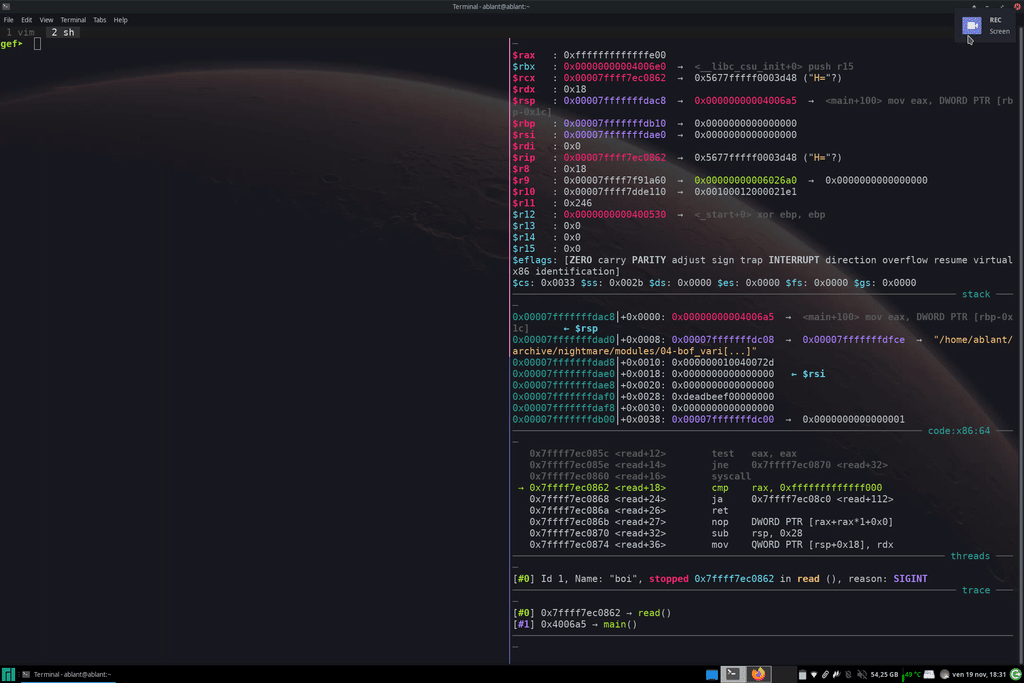 Terminal - ablant@ablant:~
File Edit View Terminal Tabs Help
1 vim 2 sh
REC
Screen
gef➤
$rax : 0xfffffffffffffe00
$rbx : 0x00000000004006e0 → <__libc_csu_init+0> push r15
$rcx : 0x00007ffff7ec0862 → 0x5677fffff0003d48 ("H="?)
$rdx : 0x18
$rsp : 0x00007fffffffdac8 → 0x00000000004006a5 → <main+100> mov eax, DWORD PTR [rb
p-0x1c]
$rbp : 0x00007fffffffdb10 → 0x0000000000000000
$rsi : 0x00007fffffffdae0 → 0x0000000000000000
$rdi : 0x0
$rip : 0x00007ffff7ec0862 → 0x5677fffff0003d48 ("H="?)
$r8 : 0x18
$r9 : 0x00007ffff7f91a60 → 0x00000000006026a0 → 0x0000000000000000
$r10 : 0x00007ffff7dde110 → 0x00100012000021e1
$r11 : 0x246
$r12 : 0x0000000000400530 → <_start+0> xor ebp, ebp
$r13 : 0x0
$r14 : 0x0
$r15 : 0x0
$eflags: [ZERO carry PARITY adjust sign trap INTERRUPT direction overflow resume virtual
x86 identification]
$cs: 0x0033 $ss: 0x002b $ds: 0x0000 $es: 0x0000 $fs: 0x0000 $gs: 0x0000
stack
0x00007fffffffdac8│+0x0000: 0x00000000004006a5 → <main+100> mov eax, DWORD PTR [rbp-0x
1c] ← $rsp
0x00007fffffffdad0│+0x0008: 0x00007fffffffdc08 → 0x00007fffffffdfce → "/home/ablant/
archive/nightmare/modules/04-bof_vari[...]"
0x00007fffffffdad8│+0x0010: 0x000000010040072d
0x00007fffffffdae0│+0x0018: 0x0000000000000000 ← $rsi
0x00007fffffffdae8│+0x0020: 0x0000000000000000
0x00007fffffffdaf0│+0x0028: 0xdeadbeef00000000
0x00007fffffffdaf8│+0x0030: 0x0000000000000000
0x00007fffffffdb00│+0x0038: 0x00007fffffffdc00 → 0x0000000000000001
code:x86:64
0x7ffff7ec085c <read+12> test eax, eax
0x7ffff7ec085e <read+14> jne 0x7ffff7ec0870 <read+32>
0x7ffff7ec0860 <read+16> syscall
→ 0x7ffff7ec0862 <read+18> cmp rax, 0xfffffffffffff000
0x7ffff7ec0868 <read+24> ja 0x7ffff7ec08c0 <read+112>
0x7ffff7ec086a <read+26> ret
0x7ffff7ec086b <read+27> nop DWORD PTR [rax+rax*1+0x0]
0x7ffff7ec0870 <read+32> sub rsp, 0x28
0x7ffff7ec0874 <read+36> mov QWORD PTR [rsp+0x18], rdx
threads
[#0] Id 1, Name: "boi", stopped 0x7ffff7ec0862 in read (), reason: SIGINT
trace
[#0] 0x7ffff7ec0862 → read()
[#1] 0x4006a5 → main()
Terminal - ablant@ablant:~
54,25 GB
49 °C
ven 19 nov, 18:31